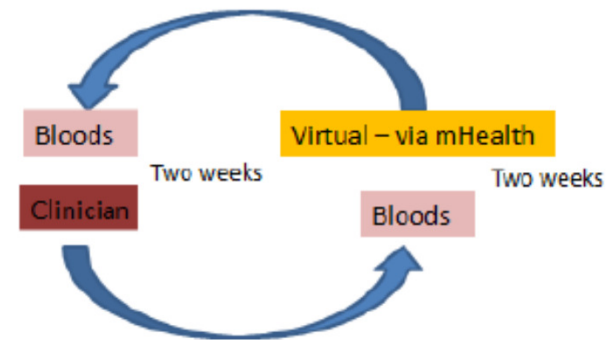 Bloods
Virtual – via mHealth
Two weeks
Two weeks
Clinician
Bloods